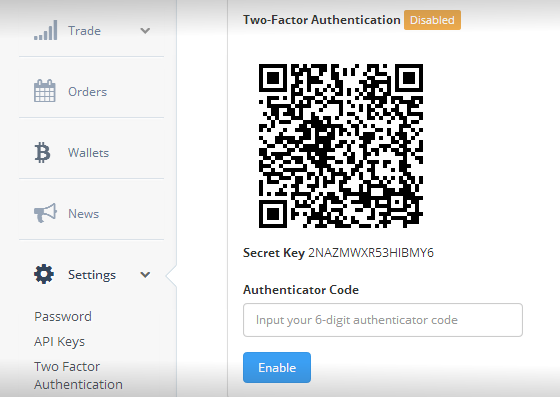 Trade
Orders
Wallets
News
Settings
Password
API Keys
Two Factor
Authentication
Two-Factor Authentication Disabled
Secret Key 2NAZMWXR53HIBMY6
Authenticator Code
Input your 6-digit authenticator code
Enable